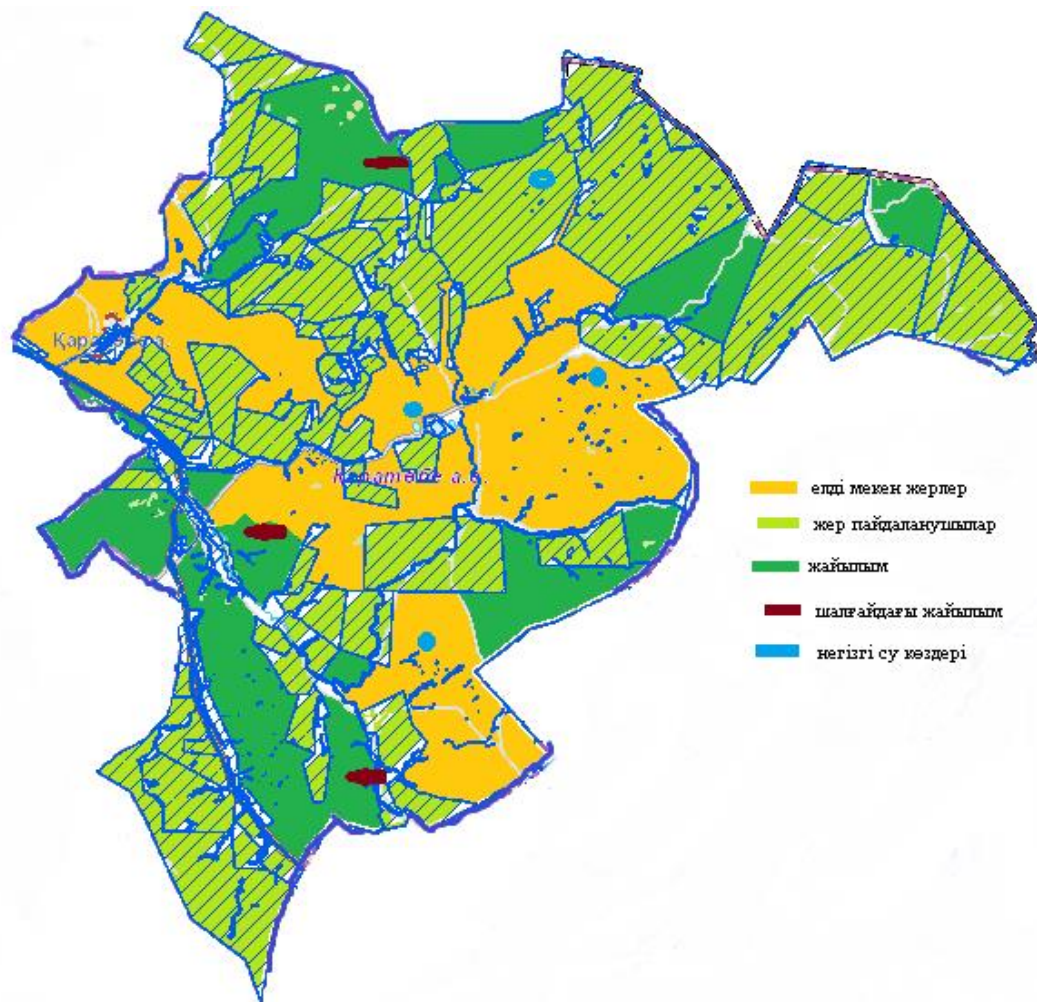 а.
а.о.
елді мекен жерлер
жер пайдаланушылар
жайылым
шалғайдағы жайылым
негізгі су көздері